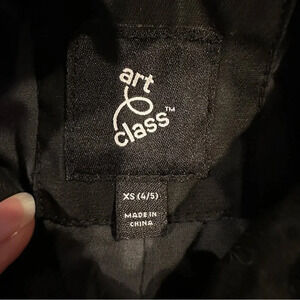 art
class™
XS (4/5)
MADE IN
CHINA